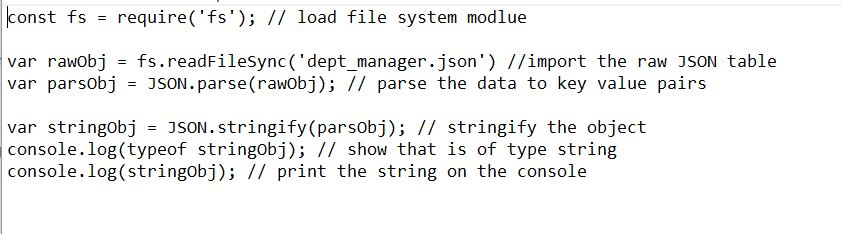 const fs = require('fs'); // load file system modlue
var rawObj = fs.readFileSync('dept_manager.json') //import the raw JSON table
var parsObj = JSON.parse(rawObj); // parse the data to key value pairs
var stringObj = JSON.stringify(parsObj); // stringify the object
console.log(typeof stringObj); // show that is of type string
console.log(stringObj); // print the string on the console